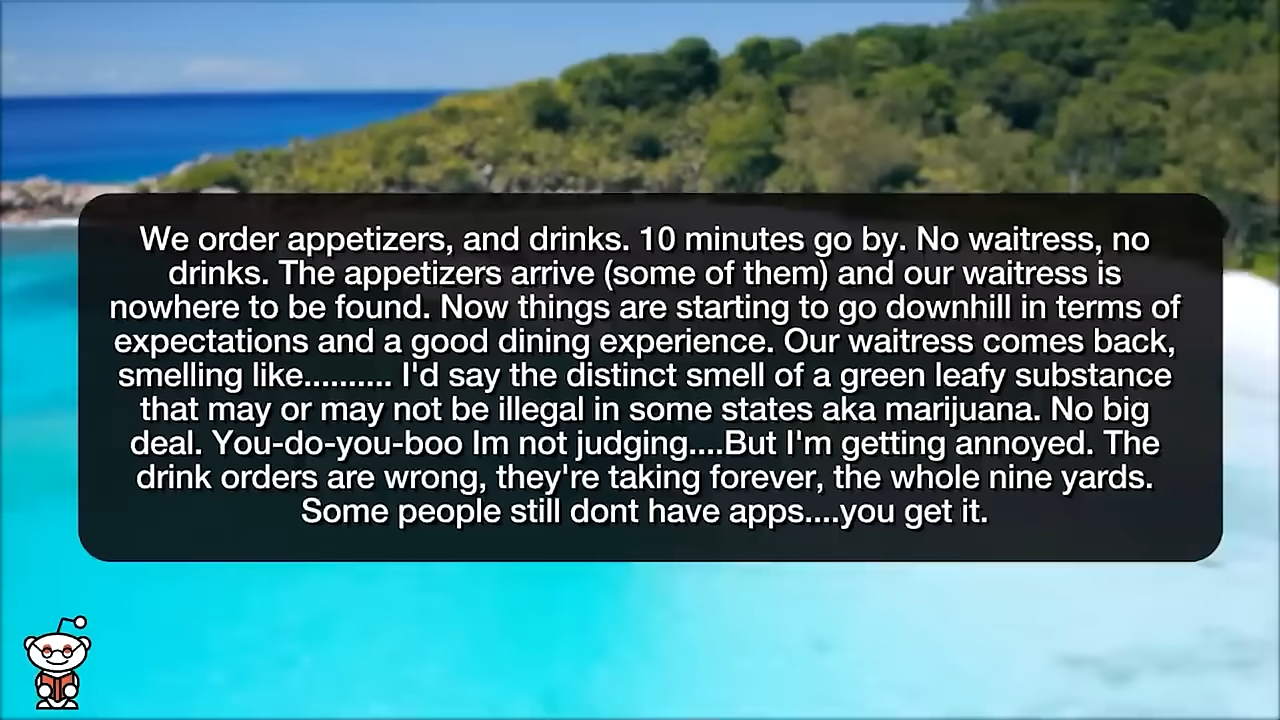 We order appetizers, and drinks. 10 minutes go by. No waitress, no
drinks. The appetizers arrive (some of them) and our waitress is
nowhere to be found. Now things are starting to go downhill in terms of
expectations and a good dining experience. Our waitress comes back,
smelling like.......... I'd say the distinct smell of a green leafy substance
that may or may not be illegal in some states aka marijuana. No big
deal. You-do-you-boo Im not judging....But I'm getting annoyed. The
drink orders are wrong, they're taking forever, the whole nine yards.
Some people still dont have apps....you get it.